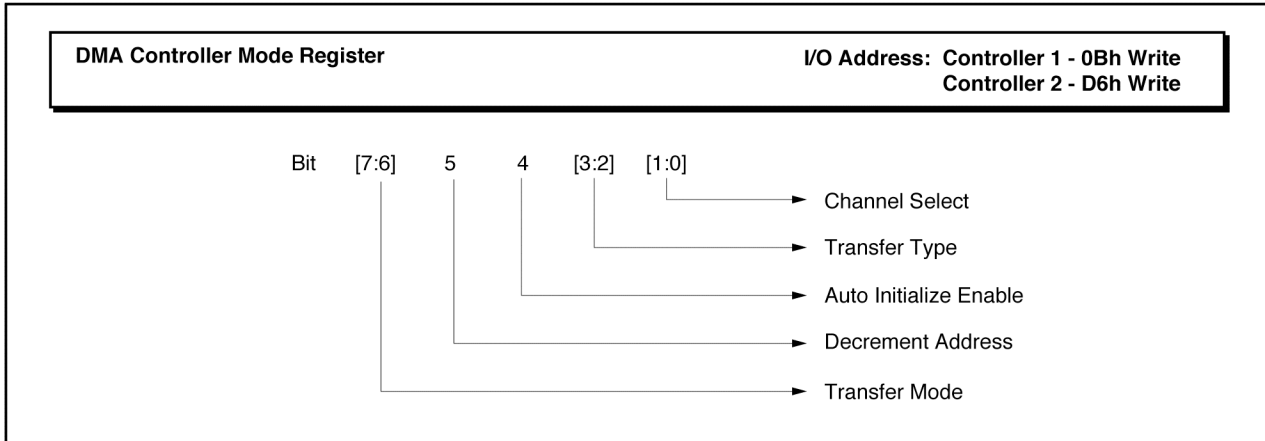 DMA Controller Mode Register
I/O Address: Controller 1 - 0Bh Write
Controller 2 - D6h Write
Bit [7:6] 5 4 [3:2] [1:0]
Channel Select
Transfer Type
Auto Initialize Enable
Decrement Address
Transfer Mode